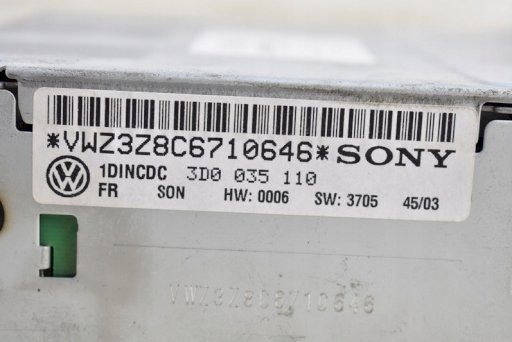 *VWZ3Z8C6710646* SONY
1DINCDC 3D0 035 110
FR SON HW: 0006 SW: 3705 45/03
VWZ3Z8C6710646